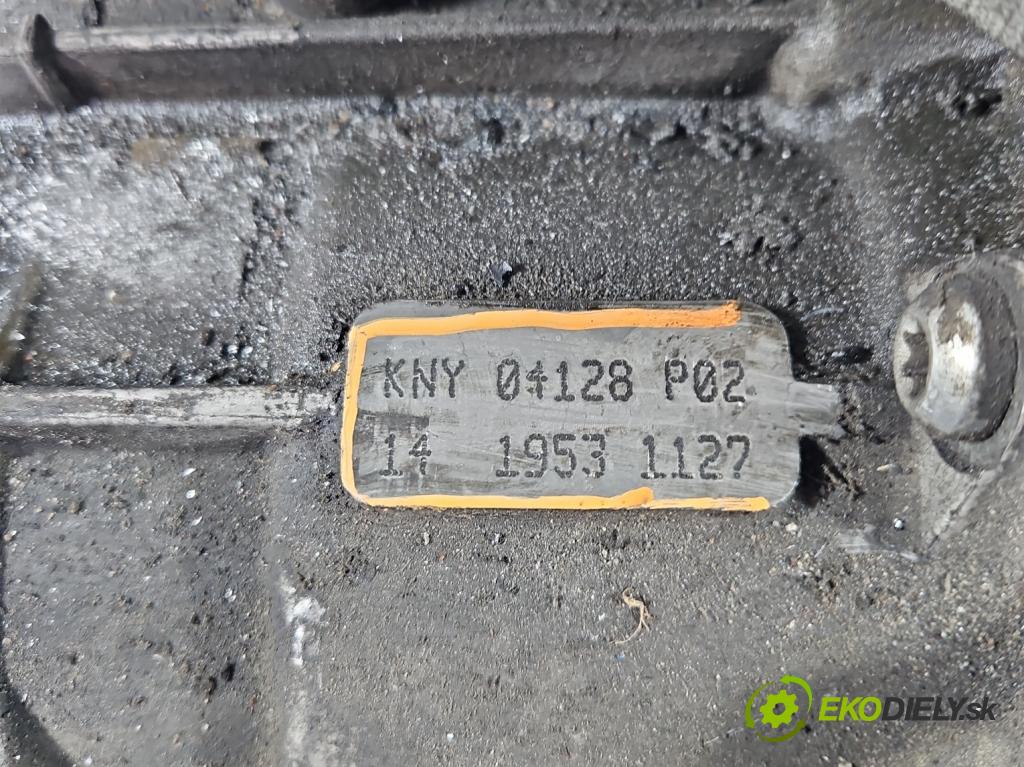 KNY 04128 P02
14 1953 1127
EKODIELY.sk